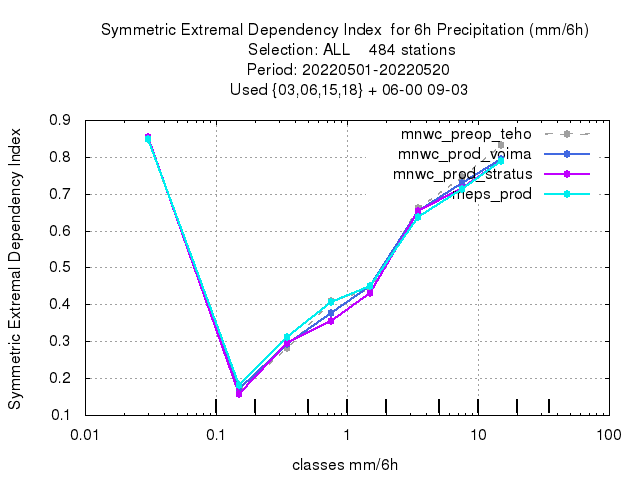 Symmetric Extremal Dependency Index  for 6h Precipitation (mm/6h)
Selection: ALL    484 stations
Period: 20220501-20220520
Used {03,06,15,18} + 06-00 09-03
Symmetric Extremal Dependency Index
0.9
0.8
0.7
0.6
0.5
0.4
0.3
0.2
0.1
mnwc_preop_teho
mnwc_prod_voima
mnwc_prod_stratus
meps_prod
0.01 0.1 1 10 100
classes mm/6h